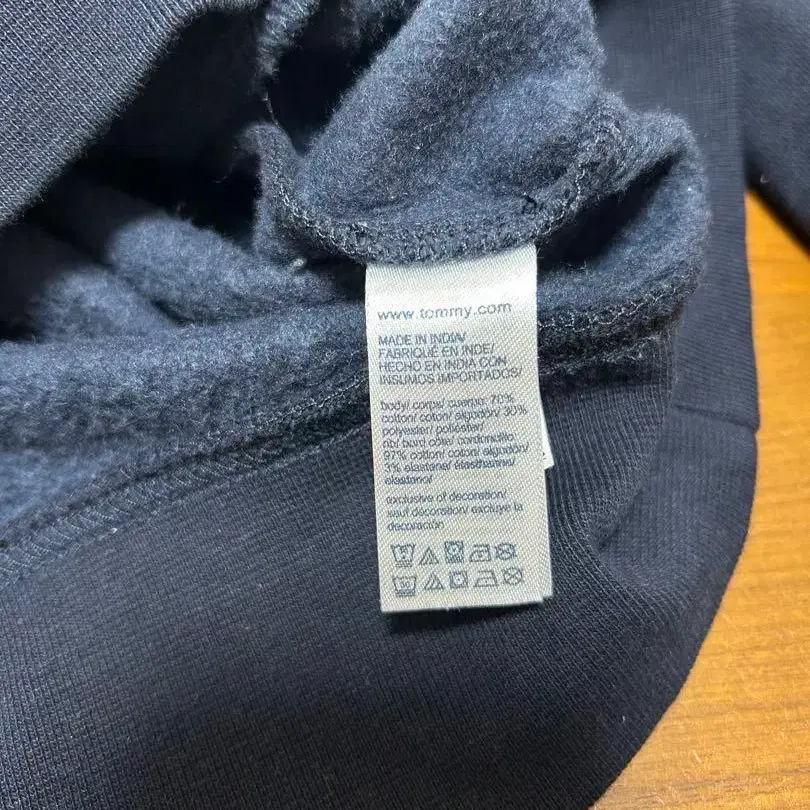 www.tommy.com
MADE IN INDIA/
FABRIQUÉ EN INDE/
HECHO EN INDIA CON
INSUMOS IMPORTADOS/
body/ corps/ cuerpo: 70%
cotton/ coton/ algodón/ 30%
polyester/ poliéster/
rib/ bord côte/ cordoncillo:
97% cotton/ coton/ algodón/
3% elastane/ élasthanne/
elastano/
exclusive of decoration/
sauf décoration/ excluye la
decoración